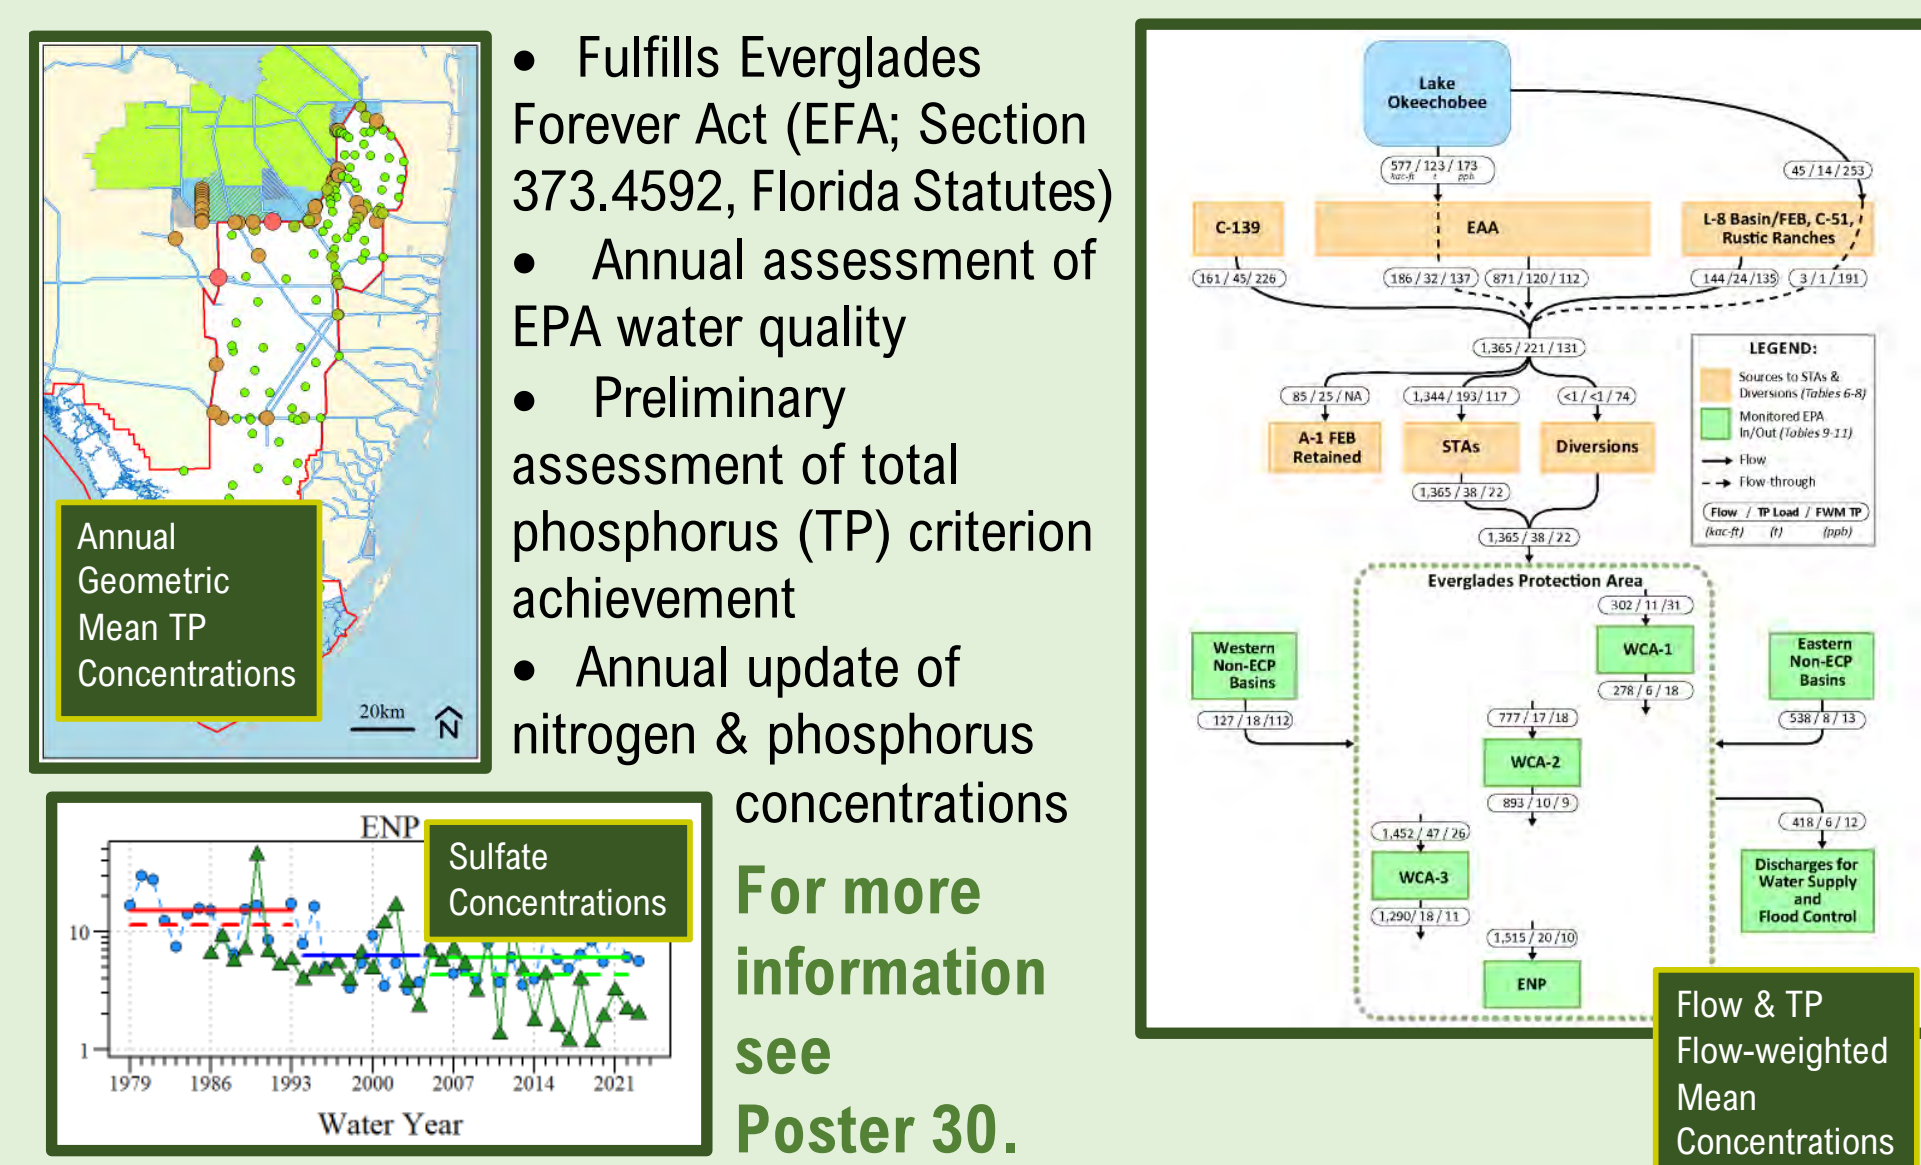 Annual
Geometric
Mean TP
Concentrations
20km
N
• Fulfills Everglades
Forever Act (EFA; Section
373.4592, Florida Statutes)
• Annual assessment of
EPA water quality
• Preliminary
assessment of total
phosphorus (TP) criterion
achievement
• Annual update of
nitrogen & phosphorus
concentrations
For more
information
see
Poster 30.
ENP
Sulfate
Concentrations
10
1
1979 1986 1993 2000 2007 2014 2021
Water Year
Lake
Okeechobee
577 / 123 / 173
kac-ft t ppb
45 / 14 / 253
C-139
EAA
L-8 Basin/FEB, C-51,
Rustic Ranches
161 / 45 / 226
186 / 32 / 137
871 / 120 / 112
144 / 24 / 135
3 / 1 / 191
1,365 / 221 / 131
85 / 25 / NA
1,344 / 193 / 117
<1 / <1 / 74
A-1 FEB
Retained
STAs
Diversions
1,365 / 38 / 22
1,365 / 38 / 22
LEGEND:
Sources to STAs &
Diversions (Tables 6-8)
Monitored EPA
In/Out (Tables 9-11)
Flow
Flow-through
Flow / TP Load / FWM TP
(kac-ft) (t) (ppb)
Everglades Protection Area
302 / 11 / 31
WCA-1
278 / 6 / 18
Western
Non-ECP
Basins
127 / 18 / 112
Eastern
Non-ECP
Basins
538 / 8 / 13
777 / 17 / 18
WCA-2
893 / 10 / 9
1,452 / 47 / 26
WCA-3
1,290 / 18 / 11
418 / 6 / 12
Discharges for
Water Supply
and
Flood Control
1,515 / 20 / 10
ENP
Flow & TP
Flow-weighted
Mean
Concentrations